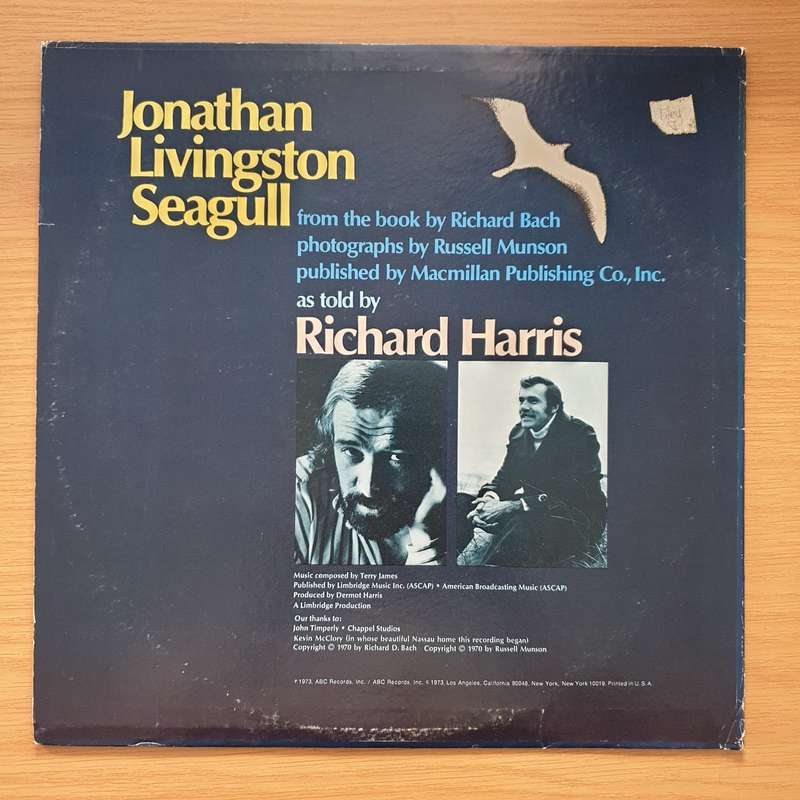 Jonathan
Livingston
Seagull
from the book by Richard Bach
photographs by Russell Munson
published by Macmillan Publishing Co., Inc.
as told by
Richard Harris
Music composed by Terry James
Published by Limbridge Music Inc. (ASCAP) • American Broadcasting Music (ASCAP)
Produced by Dermot Harris
A Limbridge Production
Our thanks to:
John Timperly • Chappel Studios
Kevin McClory (in whose beautiful Nassau home this recording began)
Copyright © 1970 by Richard D. Bach Copyright © 1970 by Russell Munson
℗ 1973, ABC Records, Inc. / ABC Records, Inc. © 1973, Los Angeles, California 90048, New York, New York 10019. Printed in U.S.A.